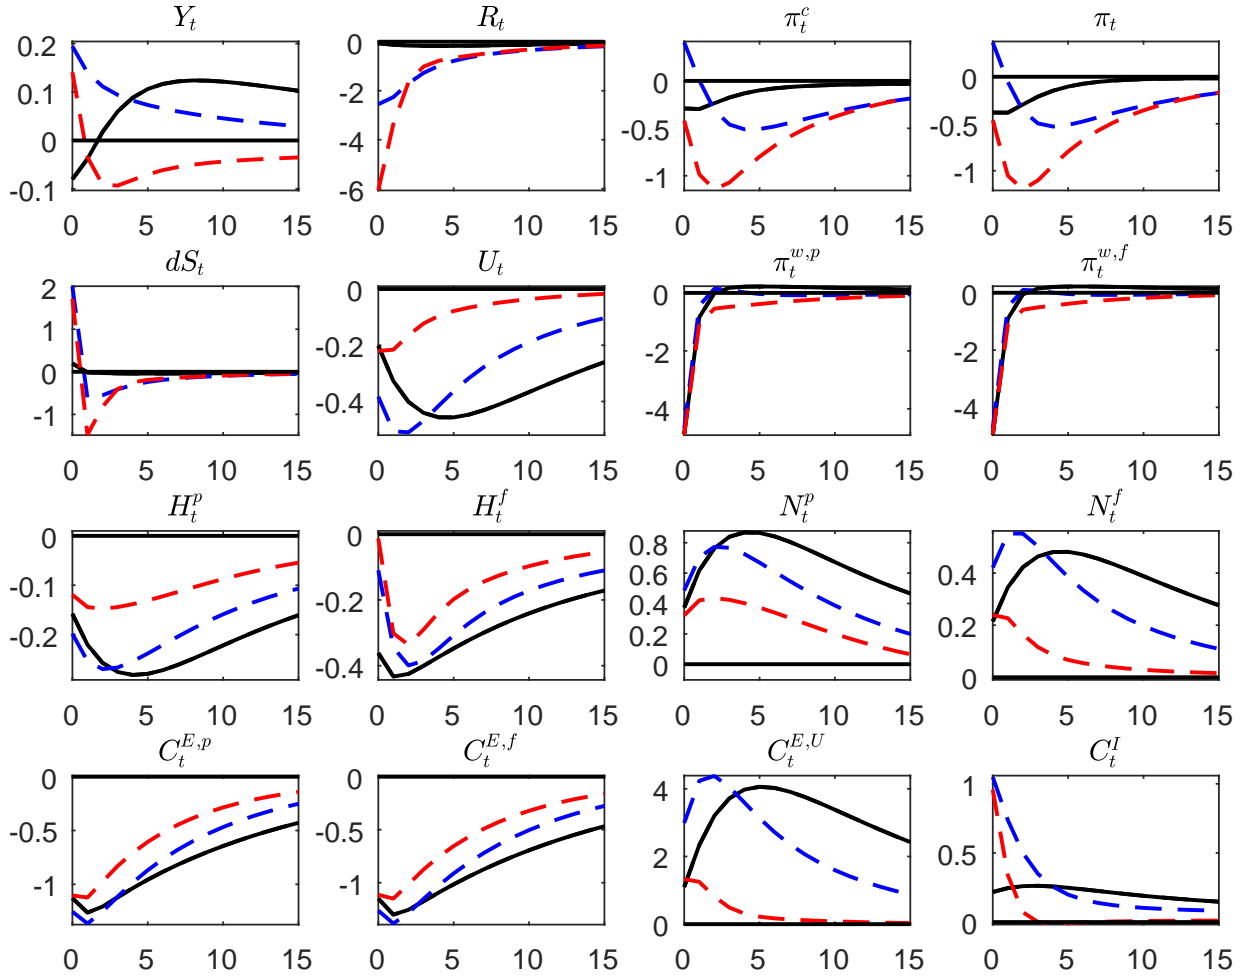 Y_t R_t π_t^c π_t
0.2 0.1 0 -0.1 0 -2 -4 -6 0 -0.5 -1 0 -0.5 -1
0 5 10 15 0 5 10 15 0 5 10 15 0 5 10 15
dS_t U_t π_t^{w,p} π_t^{w,f}
2 1 0 -1 0 -0.2 -0.4 0 -2 -4 0 -2 -4
0 5 10 15 0 5 10 15 0 5 10 15 0 5 10 15
H_t^p H_t^f N_t^p N_t^f
0 -0.1 -0.2 0 -0.2 -0.4 0.8 0.6 0.4 0.2 0 0.4 0.2 0
0 5 10 15 0 5 10 15 0 5 10 15 0 5 10 15
C_t^{E,p} C_t^{E,f} C_t^{E,U} C_t^I
0 -0.5 -1 0 -0.5 -1 4 2 0 1 0.5 0
0 5 10 15 0 5 10 15 0 5 10 15 0 5 10 15